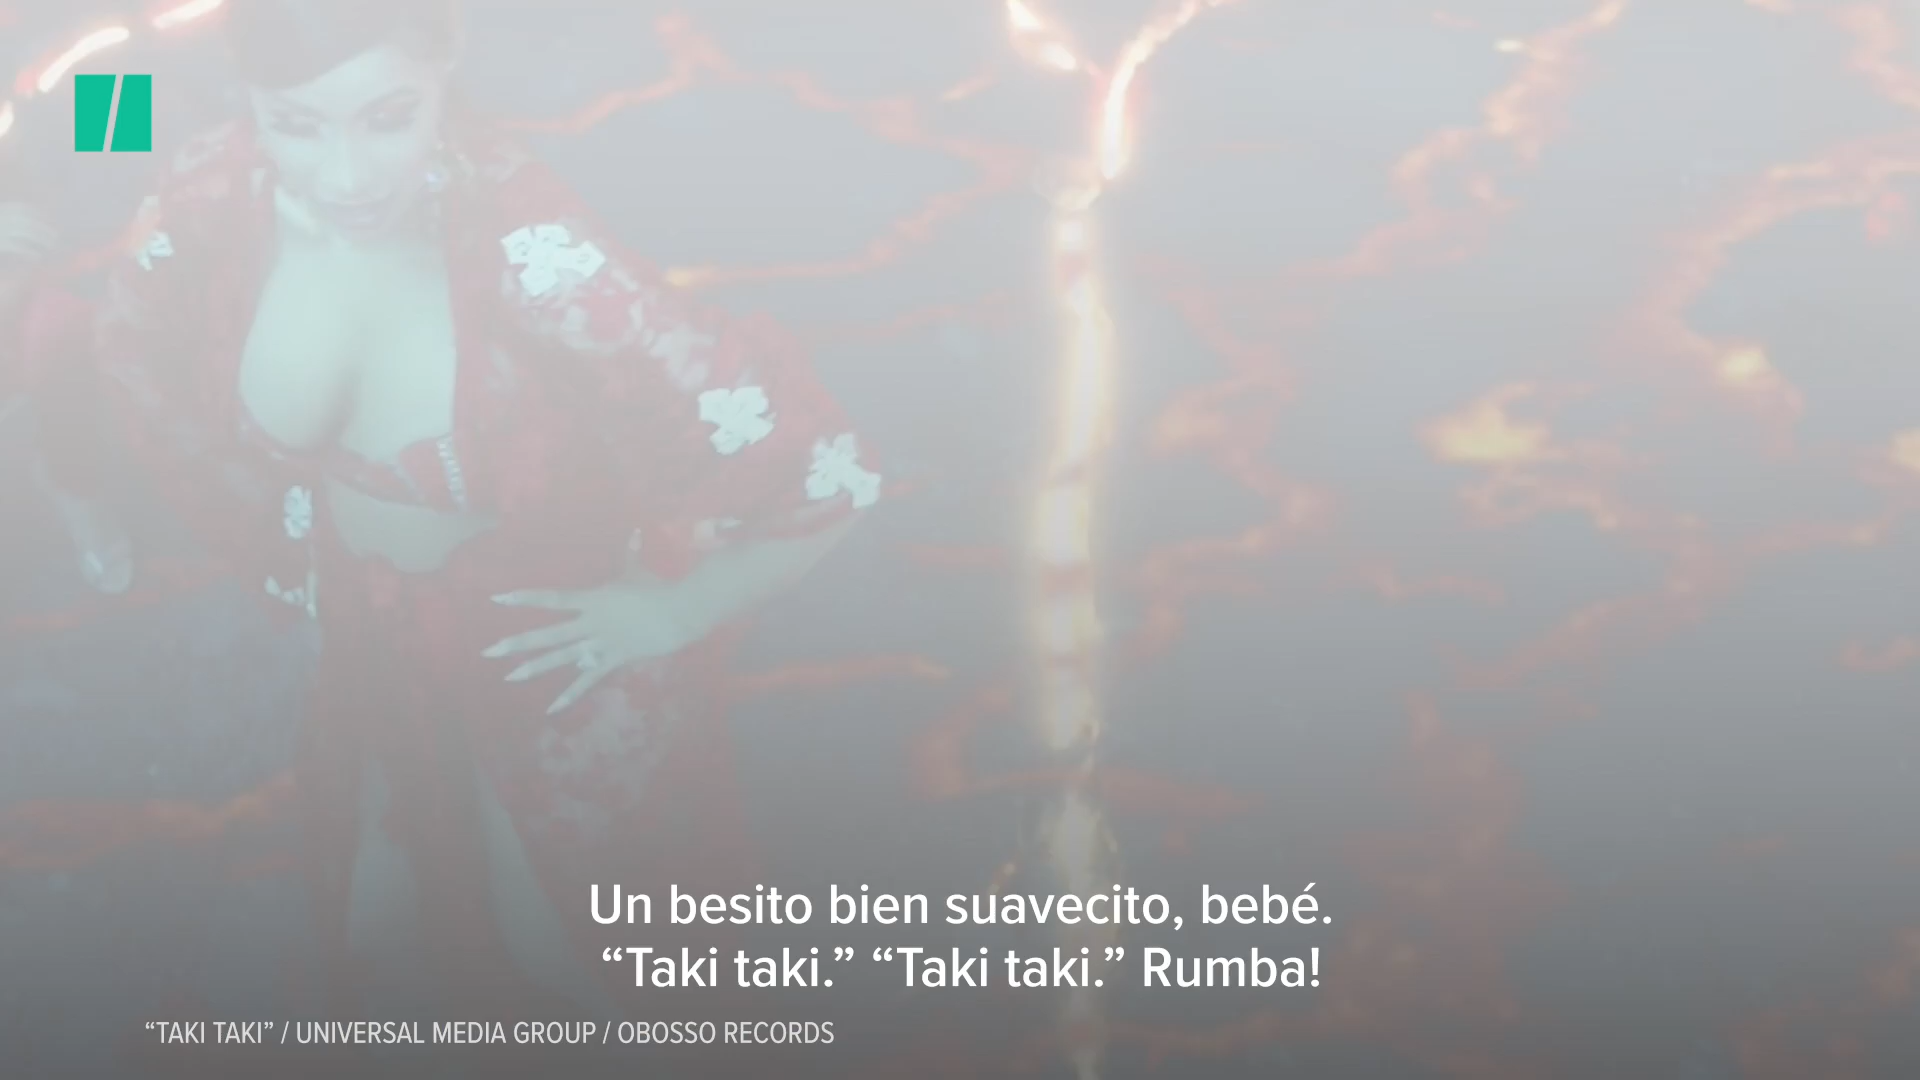 Un besito bien suavecito, bebé.
“Taki taki.” “Taki taki.” Rumba!
“TAKI TAKI” / UNIVERSAL MEDIA GROUP / OBOSSO RECORDS